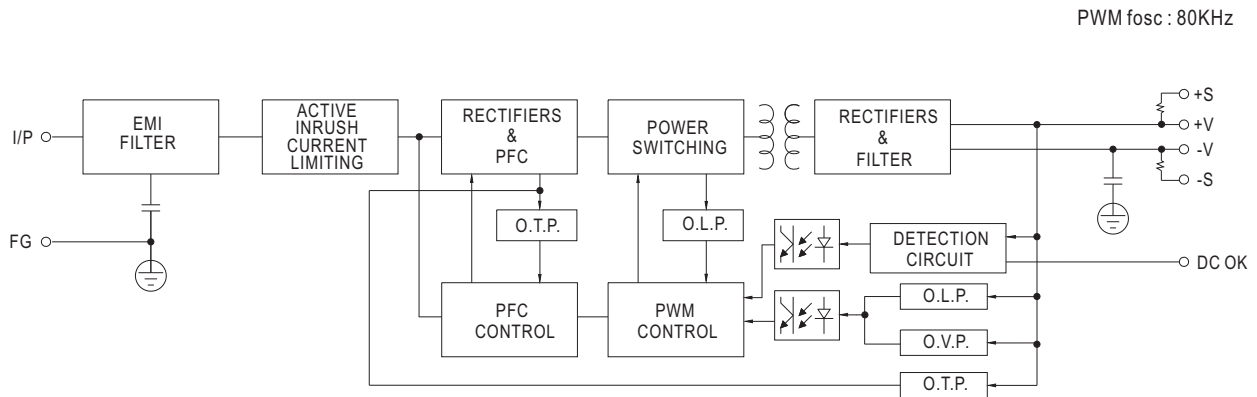 PWM fosc : 80KHz
I/P
EMI
FILTER
ACTIVE
INRUSH
CURRENT
LIMITING
RECTIFIERS
&
PFC
POWER
SWITCHING
RECTIFIERS
&
FILTER
+S
+V
-V
-S
FG
O.T.P.
O.L.P.
DETECTION
CIRCUIT
DC OK
PFC
CONTROL
PWM
CONTROL
O.L.P.
O.V.P.
O.T.P.